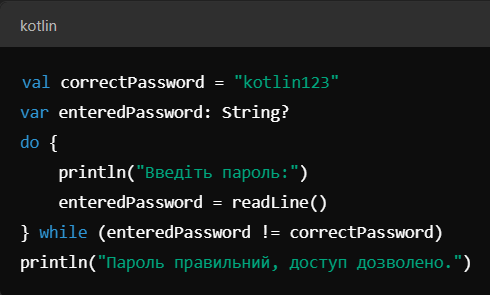 kotlin
val correctPassword = "kotlin123"
var enteredPassword: String?
do {
    println("Введіть пароль:")
    enteredPassword = readLine()
} while (enteredPassword != correctPassword)
println("Пароль правильний, доступ дозволено.")